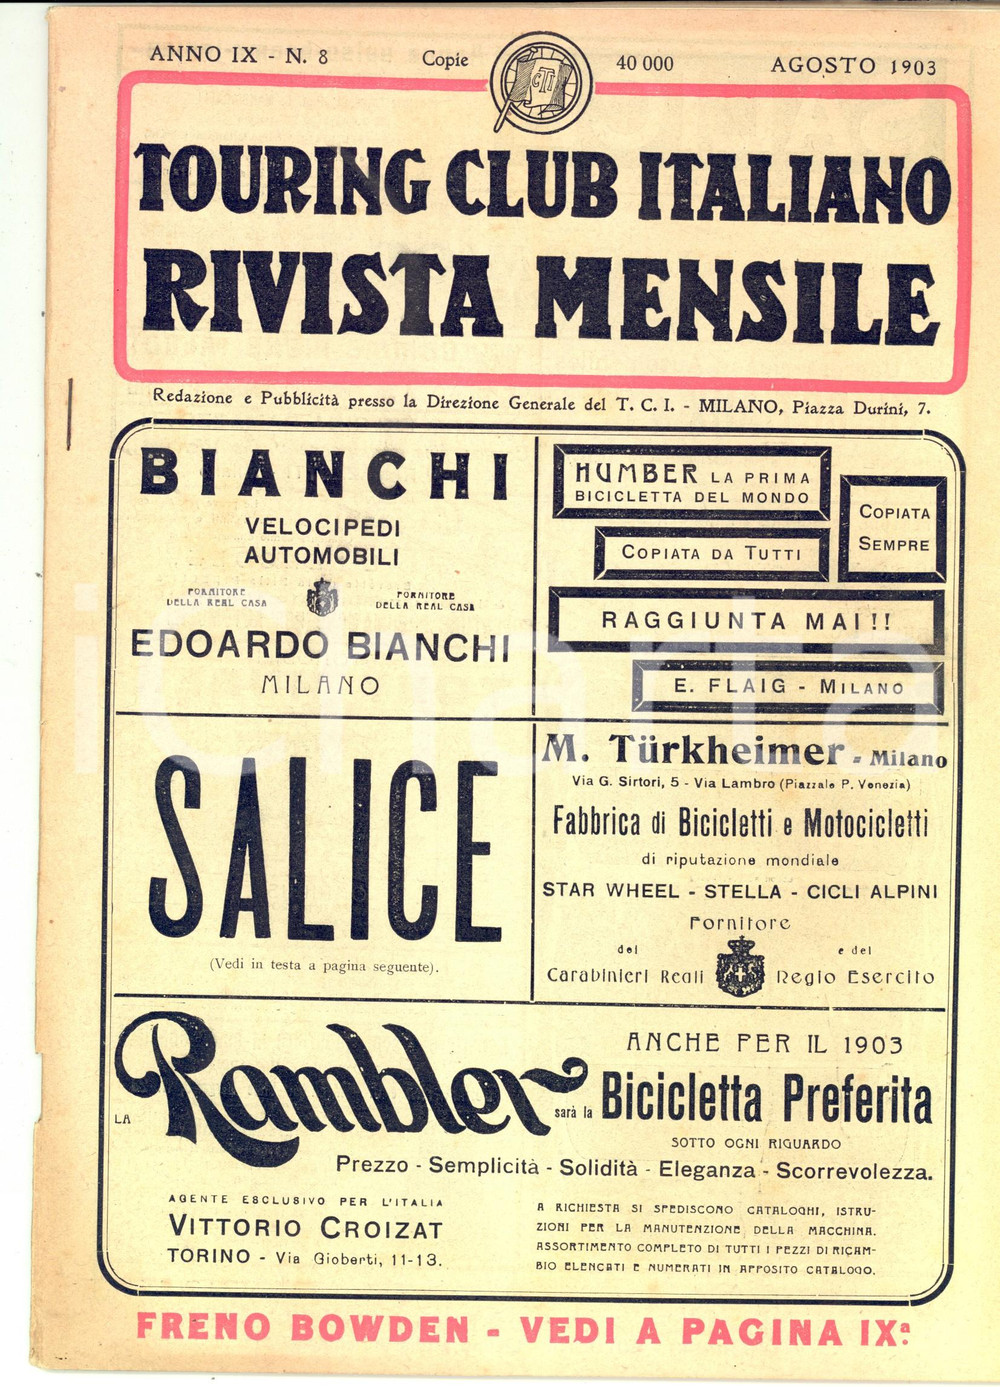 ANNO IX - N. 8 Copie 40 000 AGOSTO 1903
CTI
TOURING CLUB ITALIANO
RIVISTA MENSILE
Redazione e Pubblicità presso la Direzione Generale del T. C. I. - MILANO, Piazza Durini, 7.
BIANCHI
VELOCIPEDI
AUTOMOBILI
FORNITORE
DELLA REAL CASA
FORNITORE
DELLA REAL CASA
EDOARDO BIANCHI
MILANO
HUMBER LA PRIMA
BICICLETTA DEL MONDO
COPIATA
SEMPRE
COPIATA DA TUTTI
RAGGIUNTA MAI!!
E. FLAIG - MILANO
SALICE
(Vedi in testa a pagina seguente).
M. Türkheimer - Milano
Via G. Sirtori, 5 - Via Lambro (Piazzale P. Venezia)
Fabbrica di Bicicletti e Motocicletti
di riputazione mondiale
STAR WHEEL - STELLA - CICLI ALPINI
Fornitore
dei e del
Carabinieri Reali Regio Esercito
ANCHE PER IL 1903
LA Rambler sarà la Bicicletta Preferita
SOTTO OGNI RIGUARDO
Prezzo - Semplicità - Solidità - Eleganza - Scorrevolezza.
AGENTE ESCLUSIVO PER L'ITALIA
VITTORIO CROIZAT
TORINO - Via Gioberti, 11-13.
A RICHIESTA SI SPEDISCONO CATALOGHI, ISTRU-
ZIONI PER LA MANUTENZIONE DELLA MACCHINA.
ASSORTIMENTO COMPLETO DI TUTTI I PEZZI DI RICAM-
BIO ELENCATI E NUMERATI IN APPOSITO CATALOGO.
FRENO BOWDEN - VEDI A PAGINA IXª.
iCharta